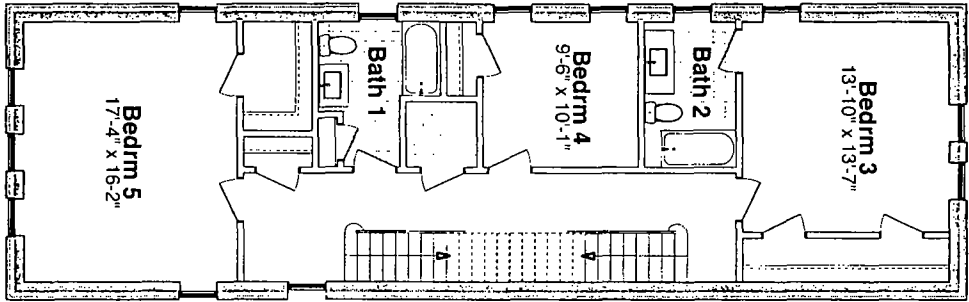 Bedrm 5
17'-4" x 16-2"
Bath 1
Bedrm 4
9'-6" x 10'-1"
Bath 2
Bedrm 3
13'-10" x 13'-7"